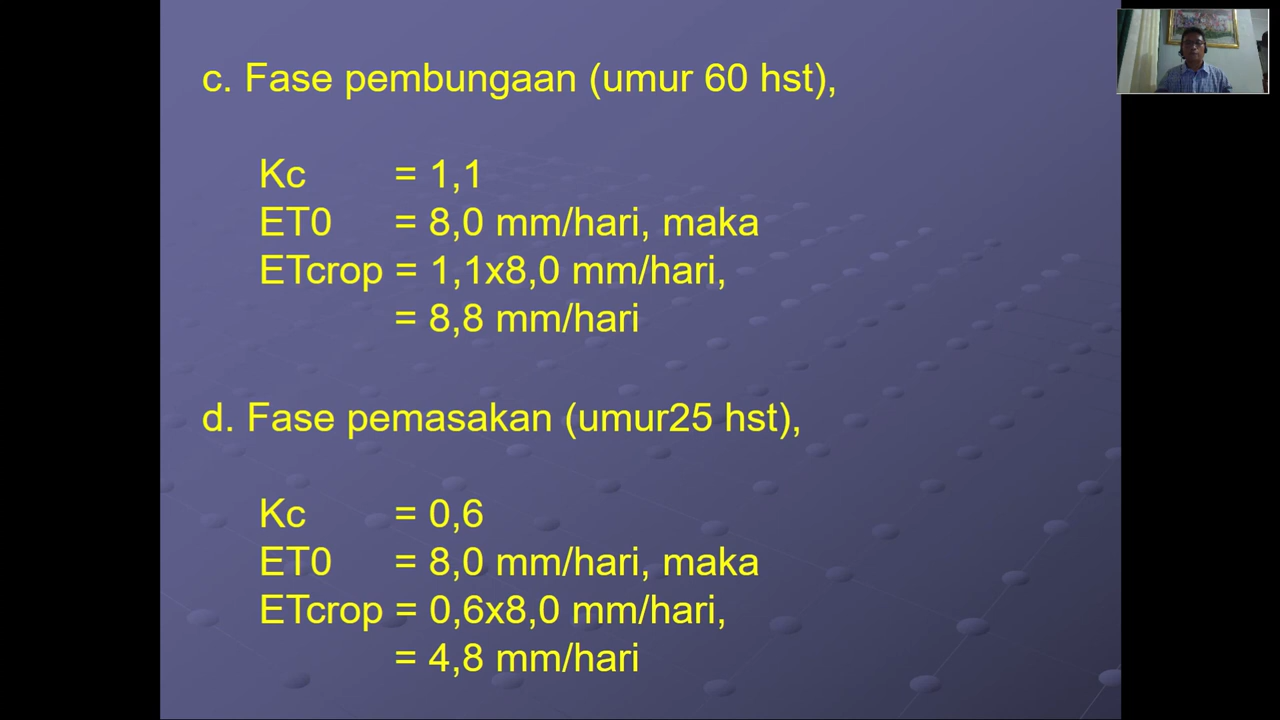 c. Fase pembungaan (umur 60 hst),
Kc = 1,1
ET0 = 8,0 mm/hari, maka
ETcrop = 1,1x8,0 mm/hari,
= 8,8 mm/hari
d. Fase pemasakan (umur25 hst),
Kc = 0,6
ET0 = 8,0 mm/hari, maka
ETcrop = 0,6x8,0 mm/hari,
= 4,8 mm/hari